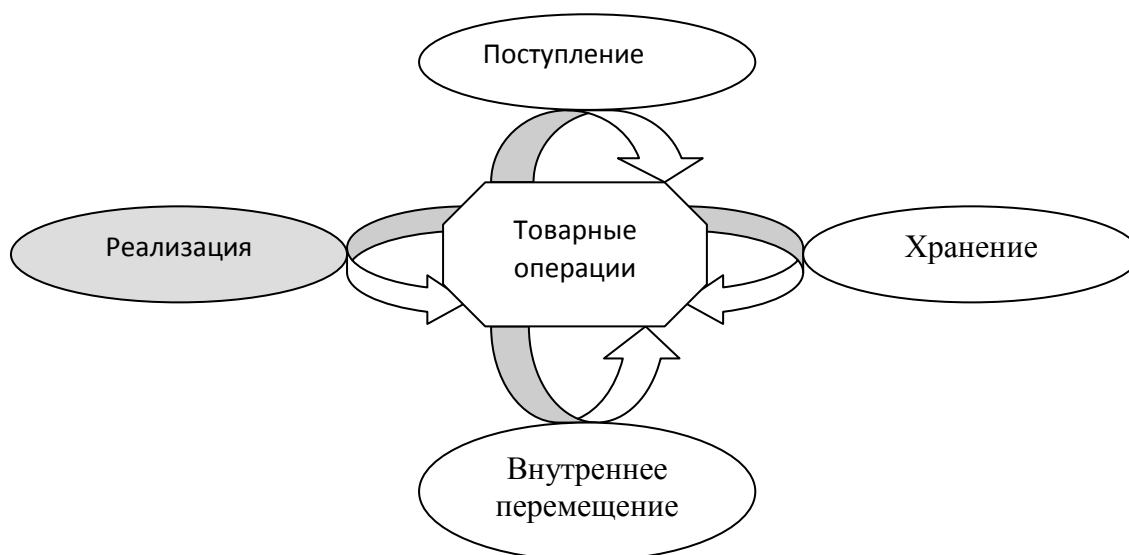 Поступление
Реализация
Товарные
операции
Хранение
Внутреннее
перемещение